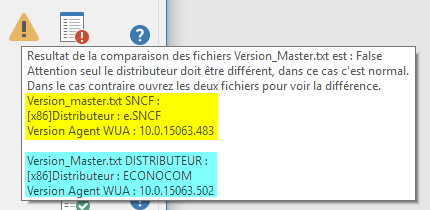 Resultat de la comparaison des fichiers Version_Master.txt est : False
Attention seul le distributeur doit être différent, dans ce cas c'est normal.
Dans le cas contraire ouvrez les deux fichiers pour voir la différence.
Version_master.txt SNCF :
[x86]Distributeur : e.SNCF
Version Agent WUA : 10.0.15063.483
Version_Master.txt DISTRIBUTEUR :
[x86]Distributeur : ECONOCOM
Version Agent WUA : 10.0.15063.502